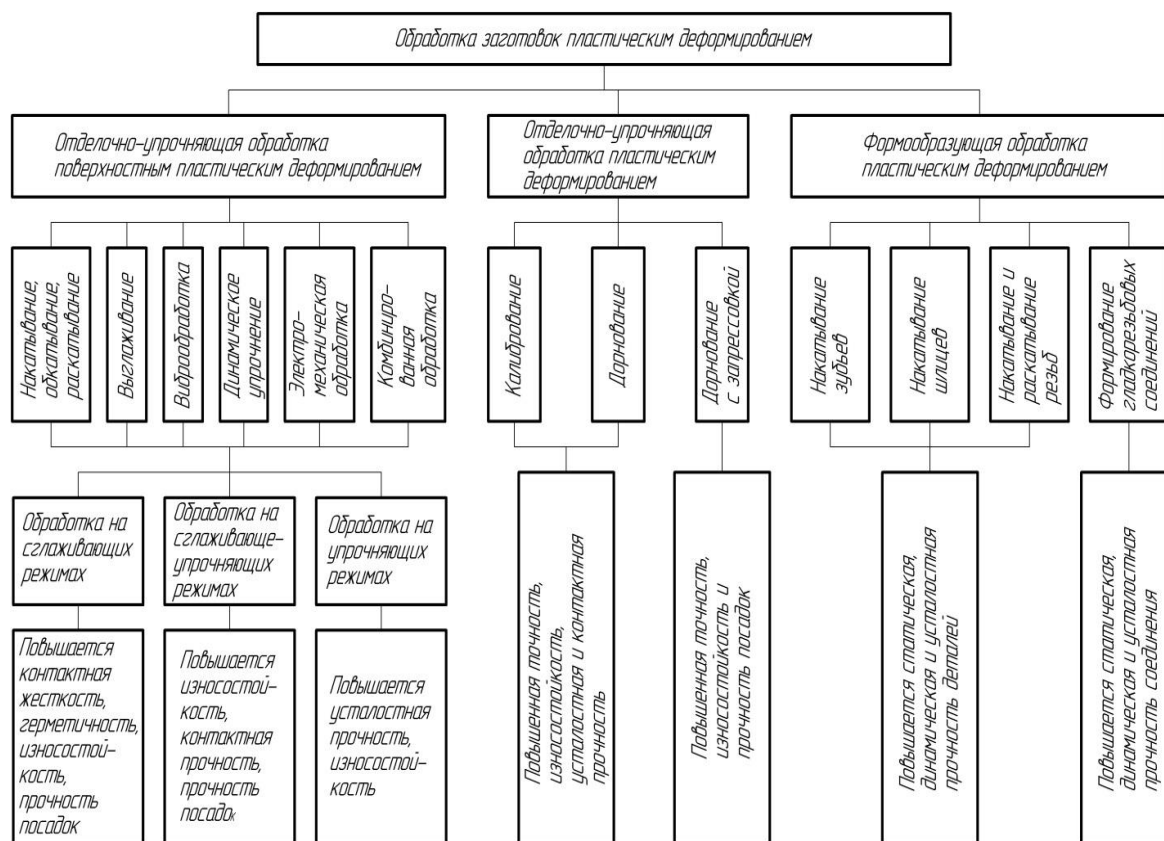 Обработка заготовок пластическим деформированием
Отделочно-упрочняющая обработка
поверхностным пластическим деформированием
Отделочно-упрочняющая
обработка пластическим
деформированием
Формообразующая обработка
пластическим деформированием
Накатывание,
обкатывание,
раскатывание
Выглаживание
Виброобработка
Динамическое
упрочнение
Электро-
механическая
обработка
Комбиниро-
ванная
обработка
Калибрование
Дорнование
Дорнование
с запрессовкой
Накатывание
зубьев
Накатывание
шлицев
Накатывание и
раскатывание
резьб
Формирование
гладкорезьбовых
соединений
Обработка на
сглаживающих
режимах
Обработка на
сглаживающе-
упрочняющих
режимах
Обработка на
упрочняющих
режимах
Повышается
контактная
жесткость,
герметичность,
износостой-
кость,
прочность
посадок
Повышается
износостой-
кость,
контактная
прочность,
прочность
посадок
Повышается
усталостная
прочность,
износостой-
кость
Повышенная точность,
износостойкость,
усталостная и контактная
прочность
Повышенная точность,
износостойкость и
прочность посадок
Повышается статическая,
динамическая и усталостная
прочность деталей
Повышается статическая,
динамическая и усталостная
прочность соединения